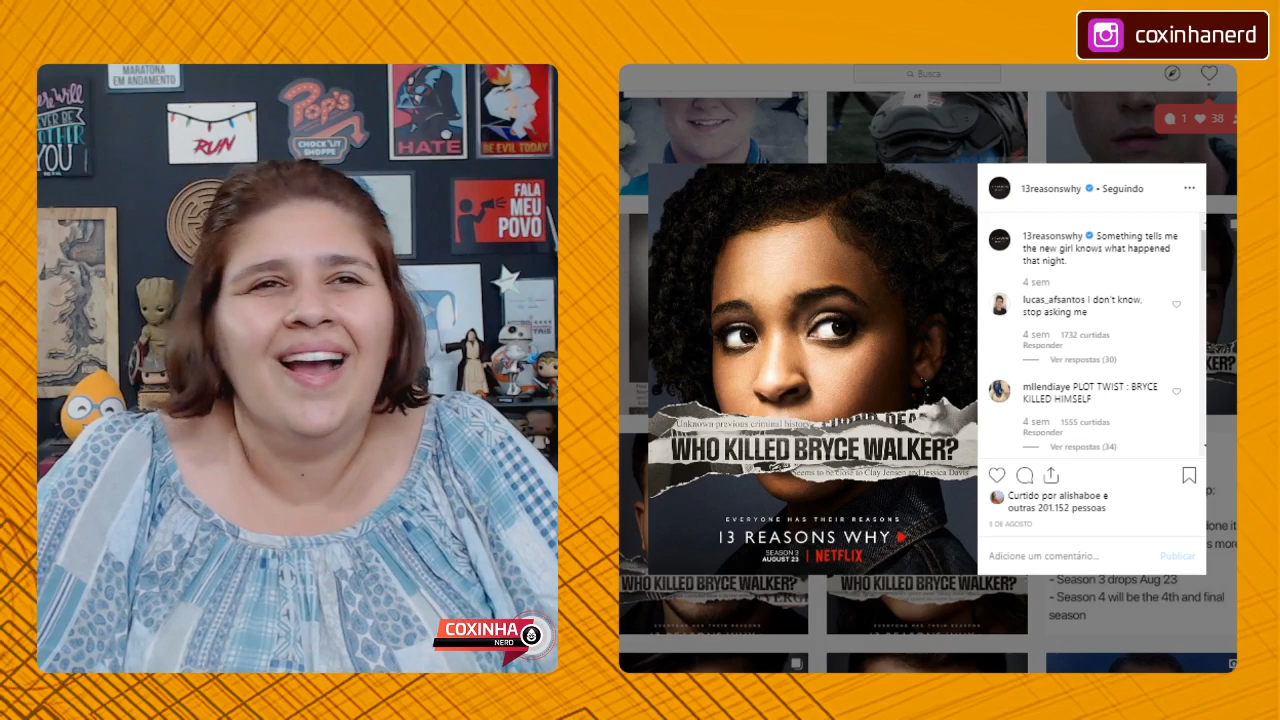 coxinhanerd
MARATONA
EM ANDAMENTO
RUN
Pop's
CHOCK'LIT
SHOPPE
HATE
BE EVIL TODAY
FALA
MEU
POVO
YOU
COXINHA
NERD
Busca
1 38
13reasonswhy • Seguindo
13reasonswhy Something tells me
the new girl knows what happened
that night.
4 sem
lucas_afsantos I don't know,
stop asking me
4 sem 1732 curtidas
Responder
Ver respostas (30)
mllendiaye PLOT TWIST : BRYCE
KILLED HIMSELF
4 sem 1555 curtidas
Responder
Ver respostas (34)
Curtido por alishaboe e
outras 201.152 pessoas
3 DE AGOSTO
Adicione um comentário...
Publicar
Unknown previous criminal history.
WHO KILLED BRYCE WALKER?
Seems to be close to Clay Jensen and Jessica Davis
EVERYONE HAS THEIR REASONS
13 REASONS WHY
SEASON 3
AUGUST 23
NETFLIX
WHO KILLED BRYCE WALKER?
WHO KILLED BRYCE WALKER?
- Season 3 drops Aug 23
- Season 4 will be the 4th and final
season